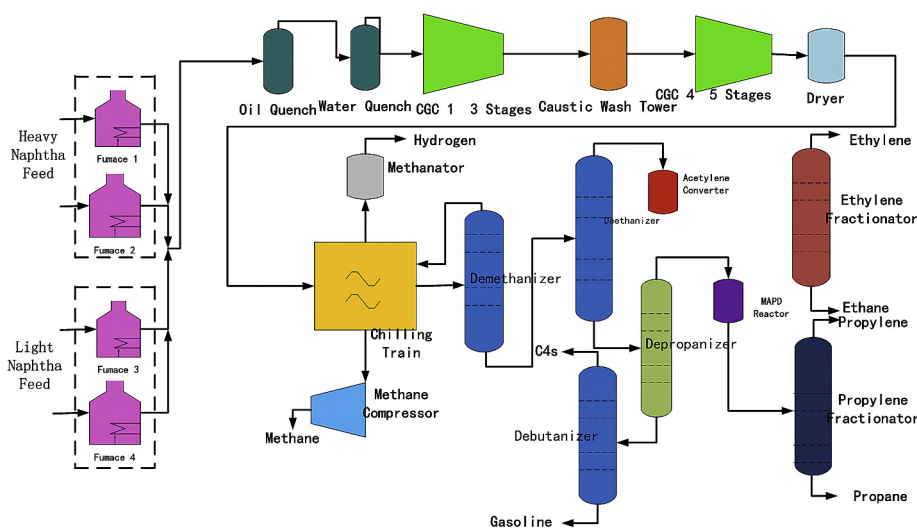 Oil Quench
Water Quench
CGC 1 3 Stages
Caustic Wash Tower
CGC 4 5 Stages
Dryer
Heavy
Naphtha
Feed
Fumace 1
Fumace 2
Light
Naphtha
Feed
Fumace 3
Fumace 4
Hydrogen
Methanator
Chilling
Train
Methane
Compressor
Methane
Demethanizer
Deethanizer
Acetylene
Converter
Depropanizer
MAPD
Reactor
C4s
Debutanizer
Gasoline
Ethylene
Ethylene
Fractionator
Ethane
Propylene
Propylene
Fractionator
Propane